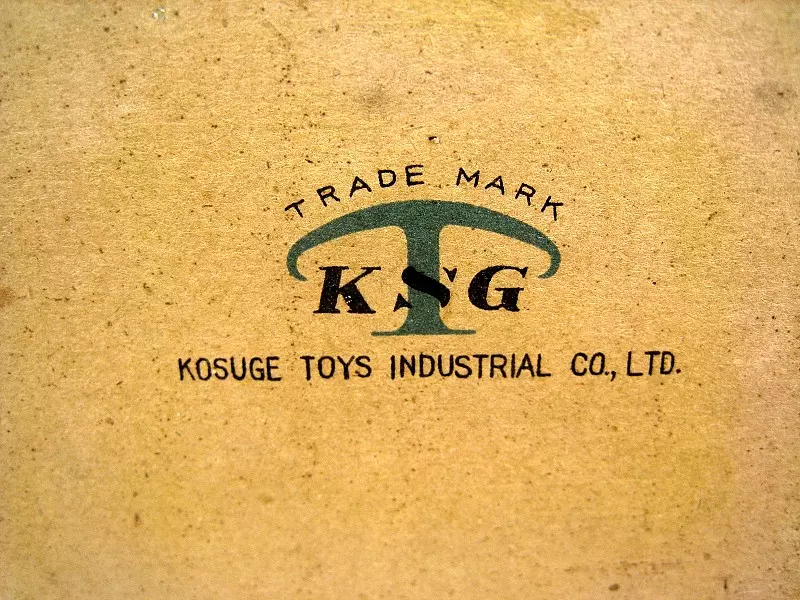 TRADE MARK
T
KSG
KOSUGE TOYS INDUSTRIAL CO., LTD.